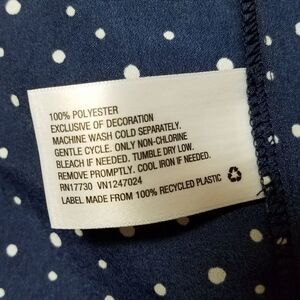 100% POLYESTER
EXCLUSIVE OF DECORATION
MACHINE WASH COLD SEPARATELY.
GENTLE CYCLE. ONLY NON-CHLORINE
BLEACH IF NEEDED. TUMBLE DRY LOW.
REMOVE PROMPTLY. COOL IRON IF NEEDED.
RN17730 VN1247024
LABEL MADE FROM 100% RECYCLED PLASTIC